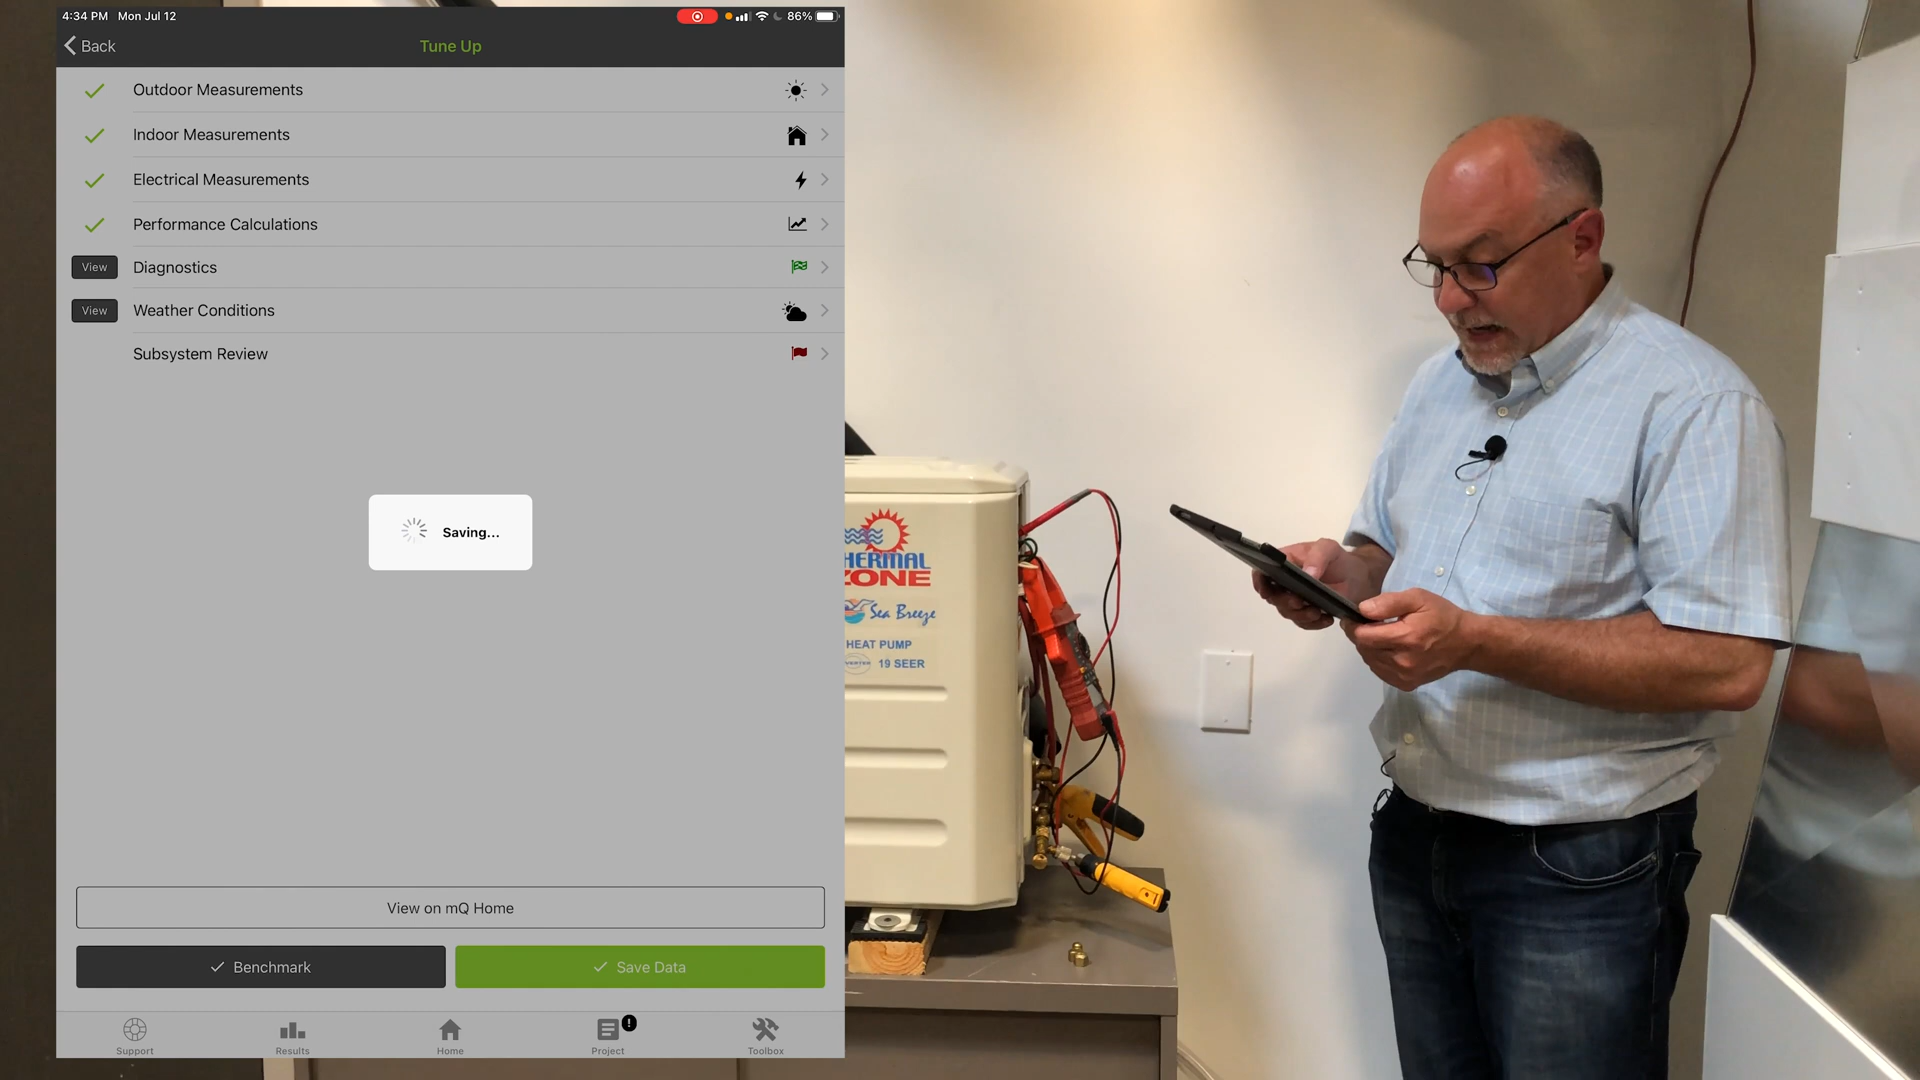 4:34 PM Mon Jul 12
86%
Back
Tune Up
Outdoor Measurements
Indoor Measurements
Electrical Measurements
Performance Calculations
View Diagnostics
View Weather Conditions
Subsystem Review
Saving...
View on mQ Home
Benchmark
Save Data
Support
Results
Home
Project
!
Toolbox
HERMAL
ZONE
Sea Breeze
HEAT PUMP
19 SEER